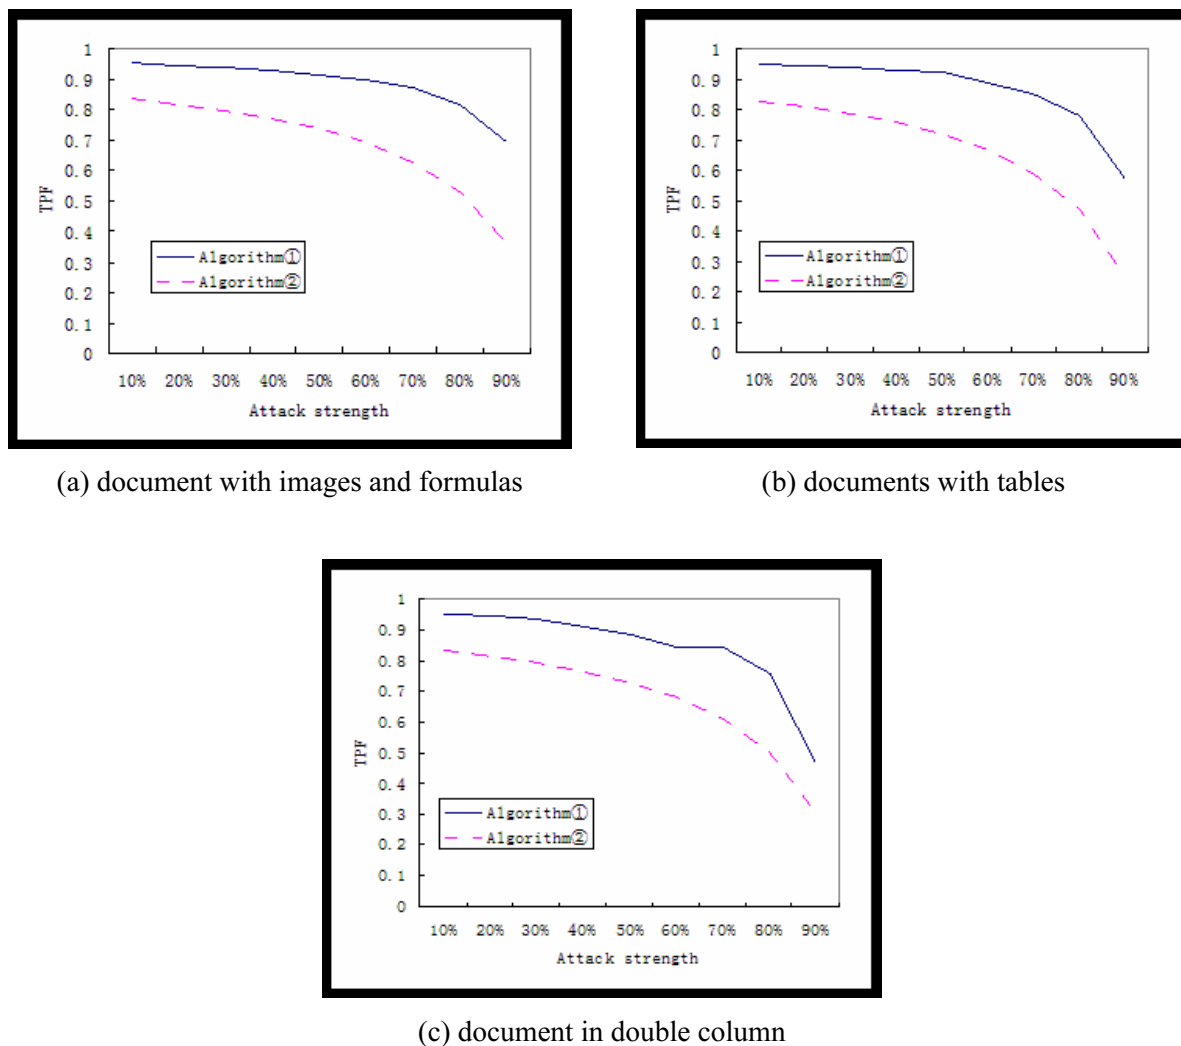 1
0.9
0.8
0.7
0.6
0.5
0.4
0.3
0.2
0.1
0
TPF
Algorithm①
Algorithm②
10% 20% 30% 40% 50% 60% 70% 80% 90%
Attack strength
(a) document with images and formulas
1
0.9
0.8
0.7
0.6
0.5
0.4
0.3
0.2
0.1
0
TPF
Algorithm①
Algorithm②
10% 20% 30% 40% 50% 60% 70% 80% 90%
Attack strength
(b) documents with tables
1
0.9
0.8
0.7
0.6
0.5
0.4
0.3
0.2
0.1
0
TPF
Algorithm①
Algorithm②
10% 20% 30% 40% 50% 60% 70% 80% 90%
Attack strength
(c) document in double column